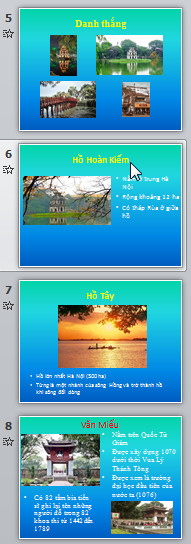 5
Danh thắng
6
Hồ Hoàn Kiếm
trung Hà
Nội
Rộng khoảng 12 ha
Có Tháp Rùa ở giữa
hồ
7
Hồ Tây
Hồ lớn nhất Hà Nội (500ha)
Từng là một nhánh của sông Hồng và trở thành hồ
khi sông đổi dòng
8
Văn Miếu
Nằm trên Quốc Tử
Giám
Được xây dựng 1070
dưới thời Vua Lý
Thánh Tông
Được xem là trường
đại học đầu tiên của
nước ta (1076)
Có 82 tấm bia tiến
sĩ ghi lại tên những
người đỗ trong 82
khoa thi từ 1442 đến
1789